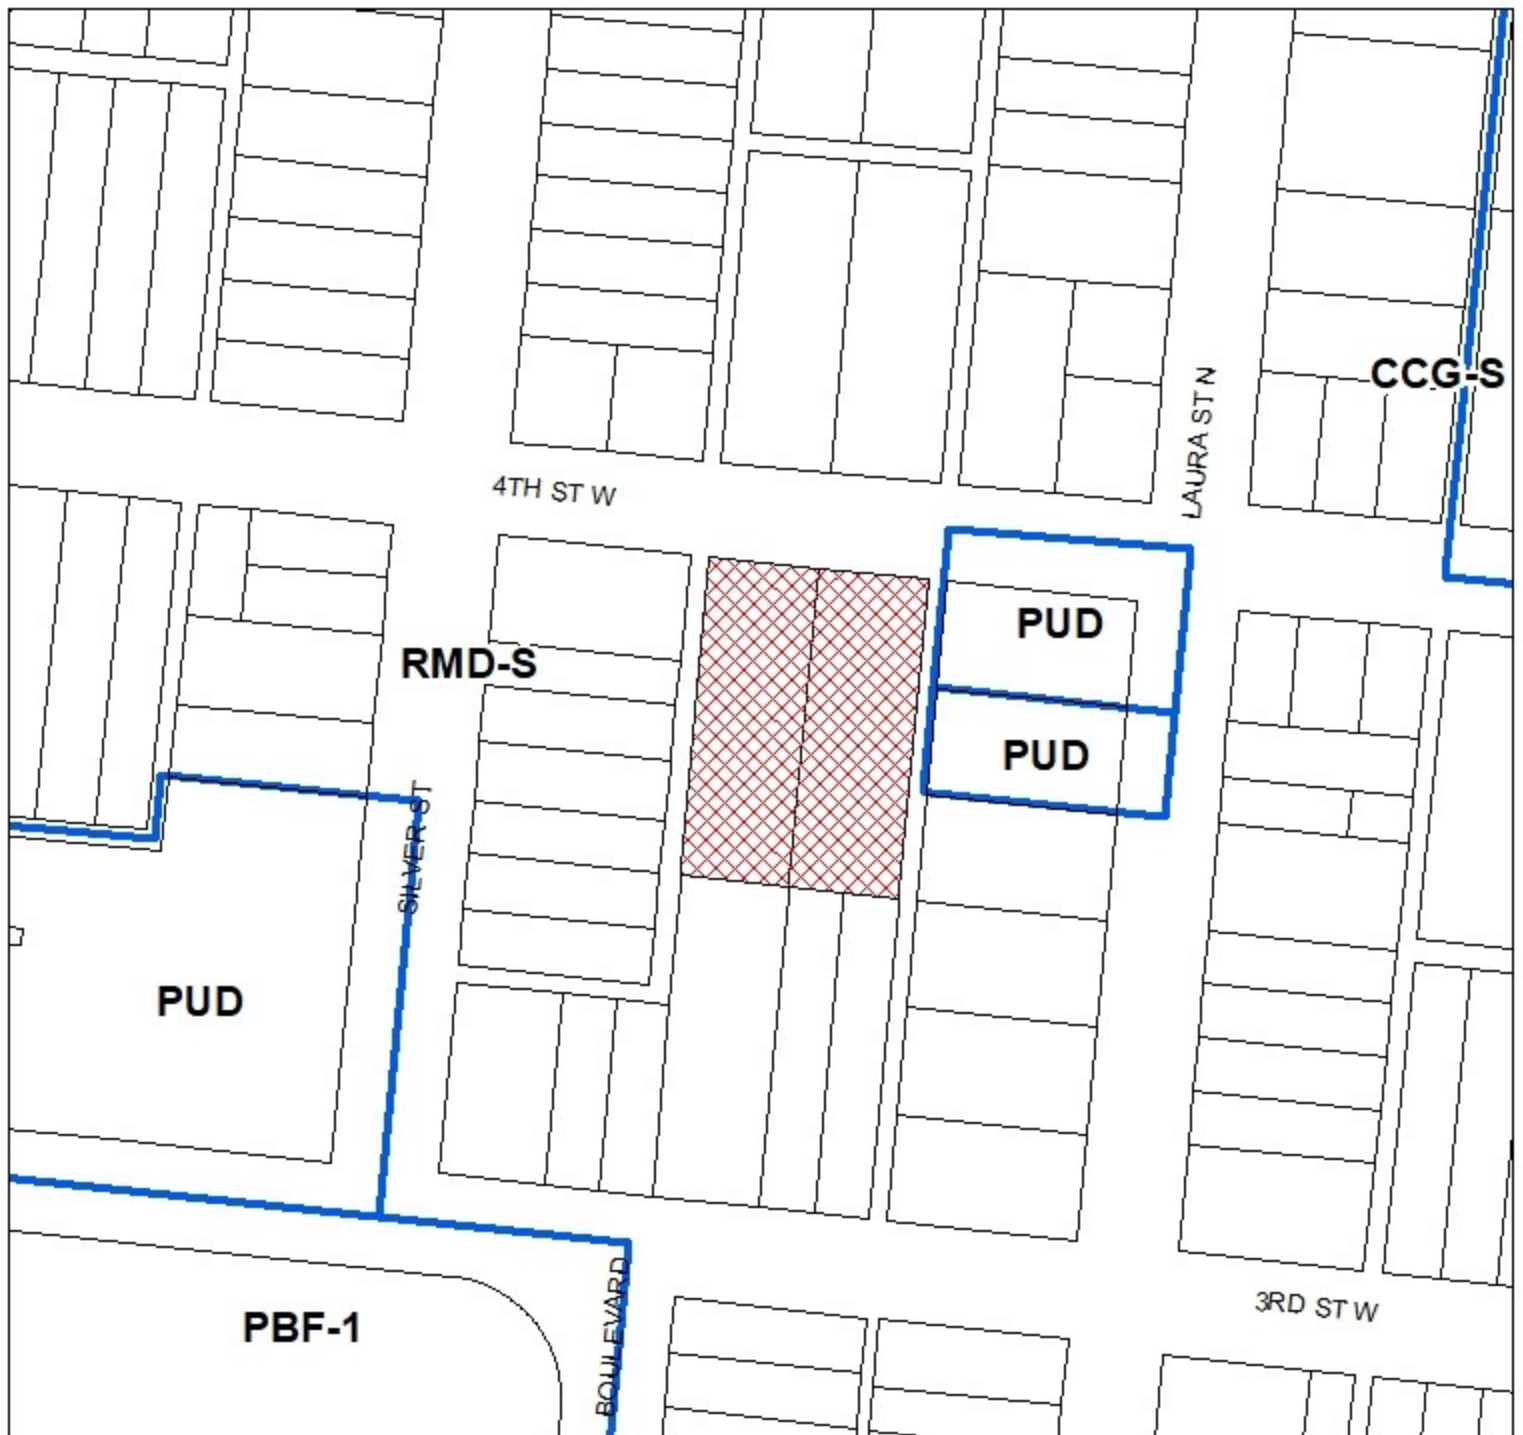 CCG-S
LAURA ST N
4TH ST W
PUD
RMD-S
PUD
SILVER ST
PUD
3RD ST W
PBF-1
BOULEVARD